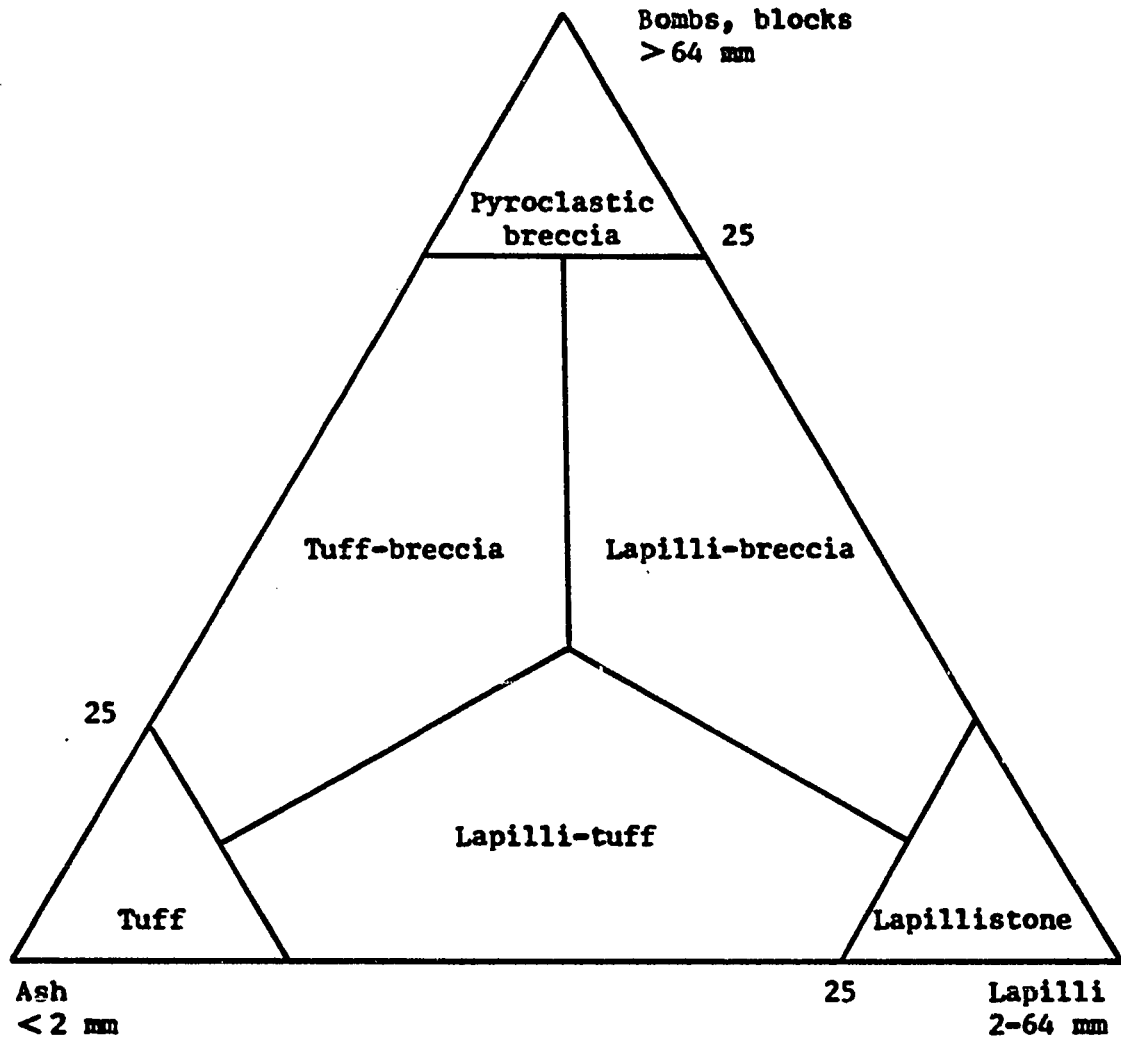 Bombs, blocks
>64 mm
Pyroclastic
breccia
25
Tuff-breccia
Lapilli-breccia
25
Lapilli-tuff
Tuff
Lapillistone
Ash
<2 mm
25
Lapilli
2-64 mm